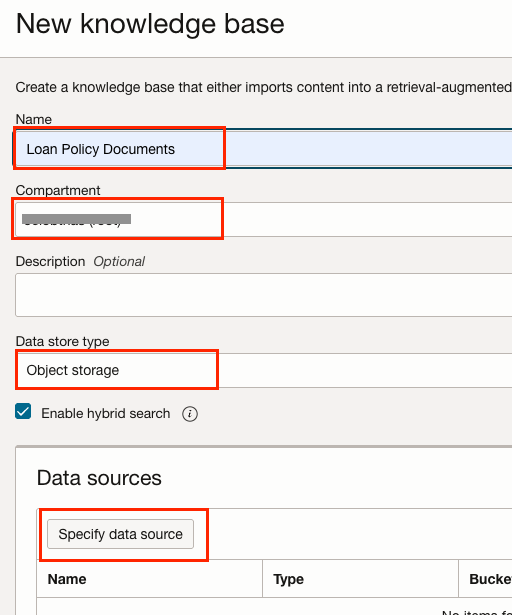 New knowledge base
Create a knowledge base that either imports content into a retrieval-augmented
Name
Loan Policy Documents
Compartment
Description Optional
Data store type
Object storage
Enable hybrid search i
Data sources
Specify data source
Name Type Bucke
No items